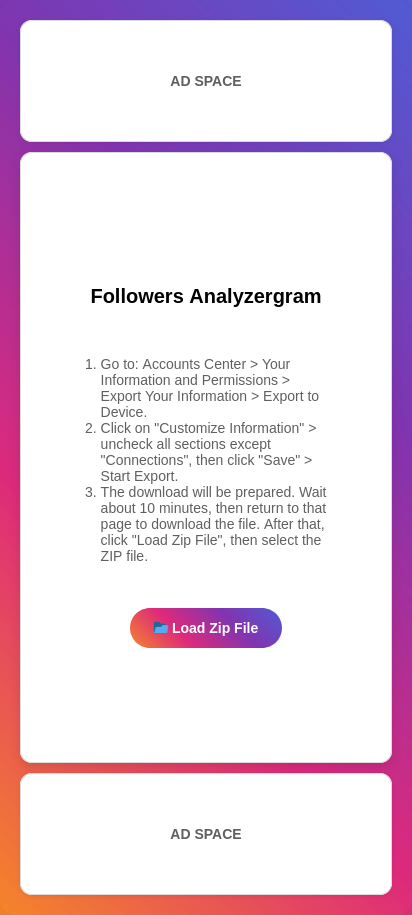 AD SPACE
Followers Analyzergram
1. Go to: Accounts Center > Your
Information and Permissions >
Export Your Information > Export to
Device.
2. Click on "Customize Information" >
uncheck all sections except
"Connections", then click "Save" >
Start Export.
3. The download will be prepared. Wait
about 10 minutes, then return to that
page to download the file. After that,
click "Load Zip File", then select the
ZIP file.
Load Zip File
AD SPACE